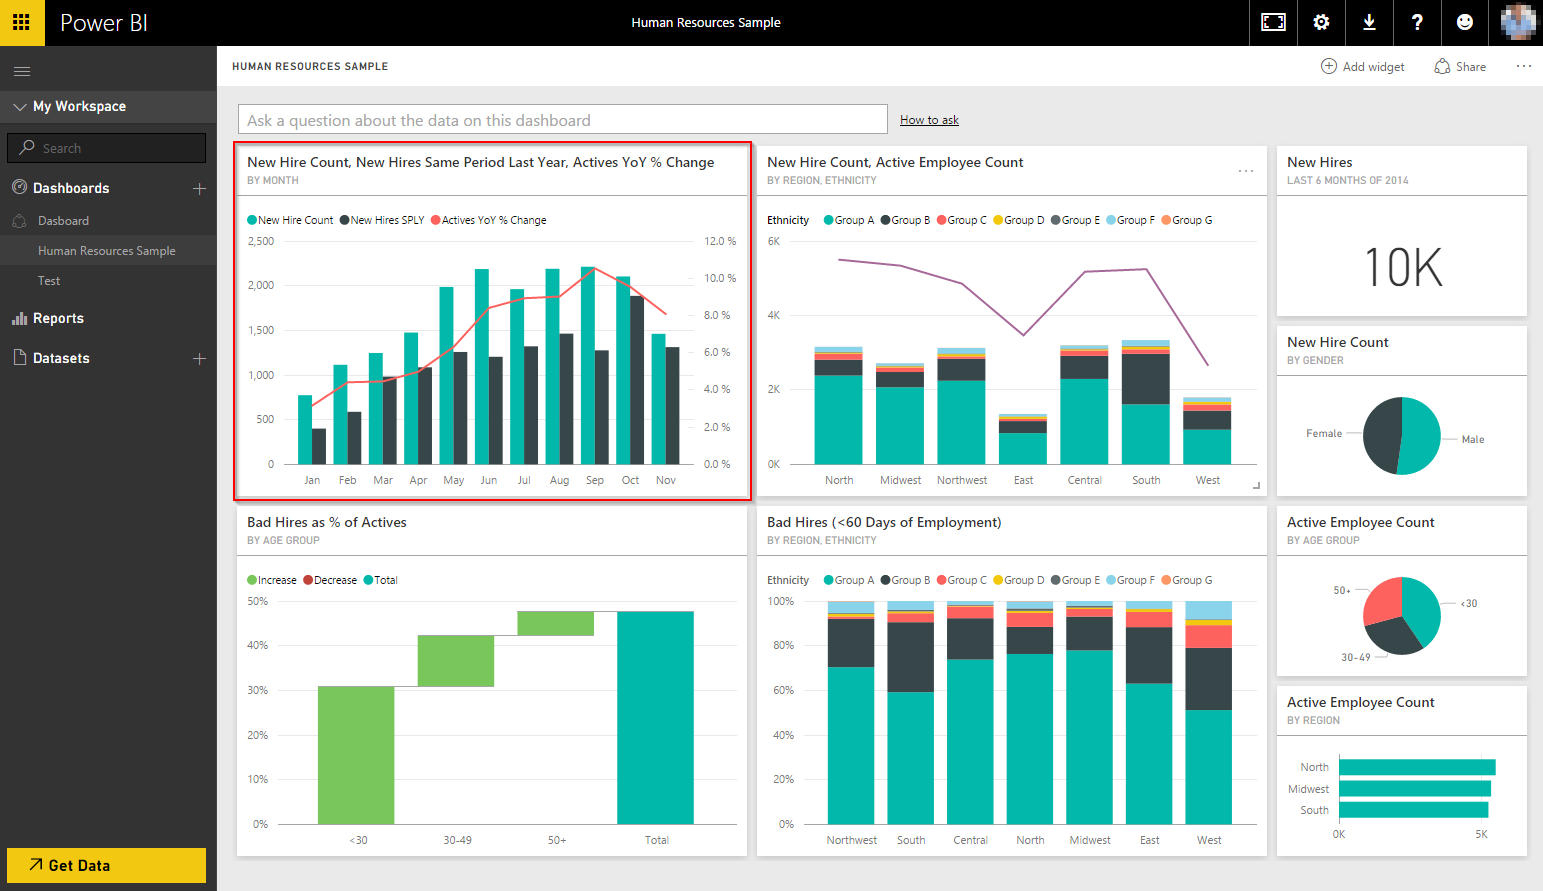 Power BI
Human Resources Sample
HUMAN RESOURCES SAMPLE
Add widget
Share
My Workspace
Search
Dashboards
Dasboard
Human Resources Sample
Test
Reports
Datasets
Get Data
Ask a question about the data on this dashboard
How to ask
New Hire Count, New Hires Same Period Last Year, Actives YoY % Change
BY MONTH
New Hire Count New Hires SPLY Actives YoY % Change
2,500 12.0 %
10.0 %
2,000
8.0 %
1,500
6.0 %
1,000
4.0 %
500
2.0 %
0 0.0 %
Jan Feb Mar Apr May Jun Jul Aug Sep Oct Nov
New Hire Count, Active Employee Count
BY REGION, ETHNICITY
Ethnicity Group A Group B Group C Group D Group E Group F Group G
6K
4K
2K
0K
North Midwest Northwest East Central South West
New Hires
LAST 6 MONTHS OF 2014
10K
New Hire Count
BY GENDER
Female
Male
Bad Hires as % of Actives
BY AGE GROUP
Increase Decrease Total
50%
40%
30%
20%
10%
0%
<30 30-49 50+ Total
Bad Hires (<60 Days of Employment)
BY REGION, ETHNICITY
Ethnicity Group A Group B Group C Group D Group E Group F Group G
100%
80%
60%
40%
20%
0%
Northwest South Central North Midwest East West
Active Employee Count
BY AGE GROUP
50+
<30
30-49
Active Employee Count
BY REGION
North
Midwest
South
0K 5K